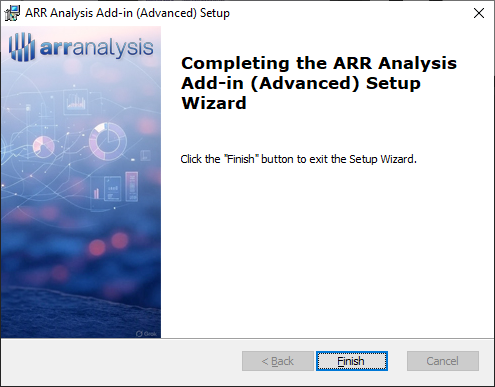 ARR Analysis Add-in (Advanced) Setup
arranalysis
Completing the ARR Analysis
Add-in (Advanced) Setup
Wizard
Click the "Finish" button to exit the Setup Wizard.
< Back
Finish
Cancel